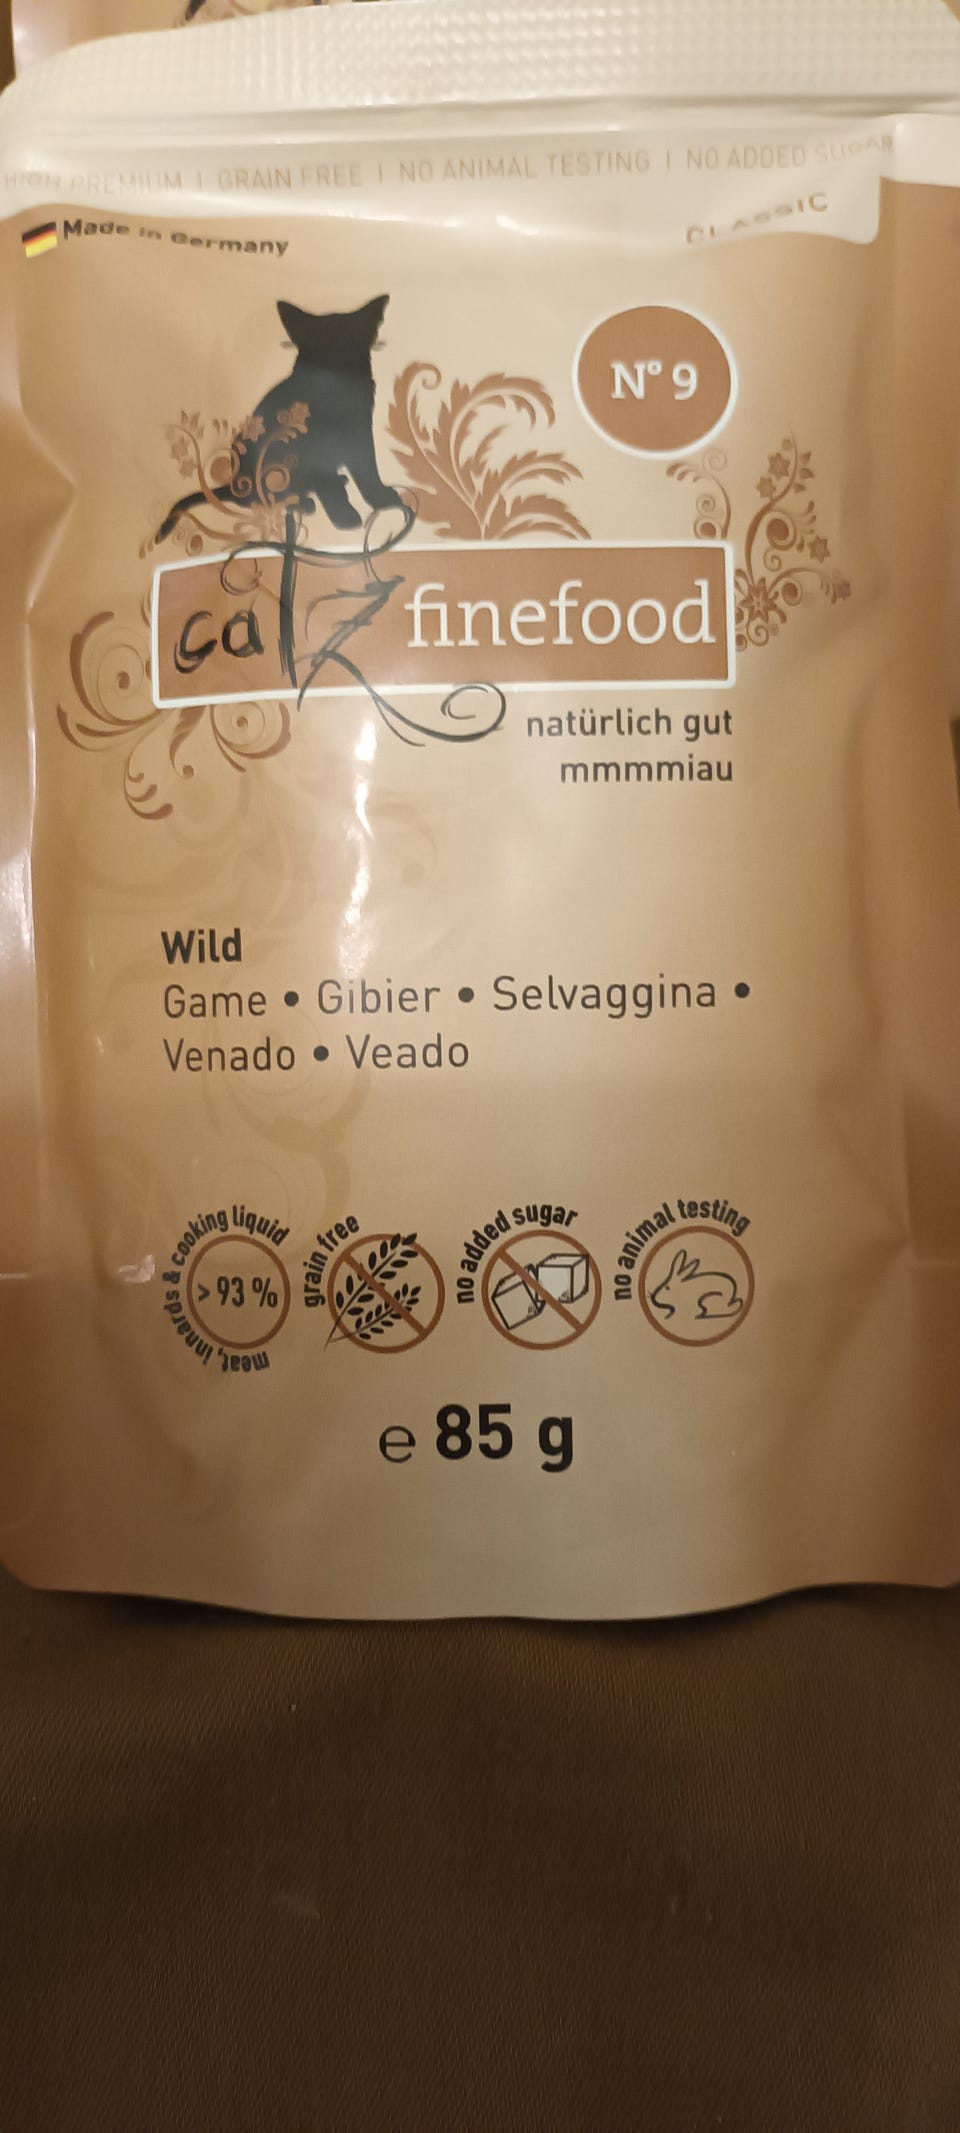 HIGH PREMIUM | GRAIN FREE | NO ANIMAL TESTING | NO ADDED SUGAR
Made in Germany
CLASSIC
N° 9
catz finefood
natürlich gut
mmmmiau
Wild
Game • Gibier • Selvaggina •
Venado • Veado
meat, innards & cooking liquid
> 93 %
grain free
no added sugar
no animal testing
e 85 g